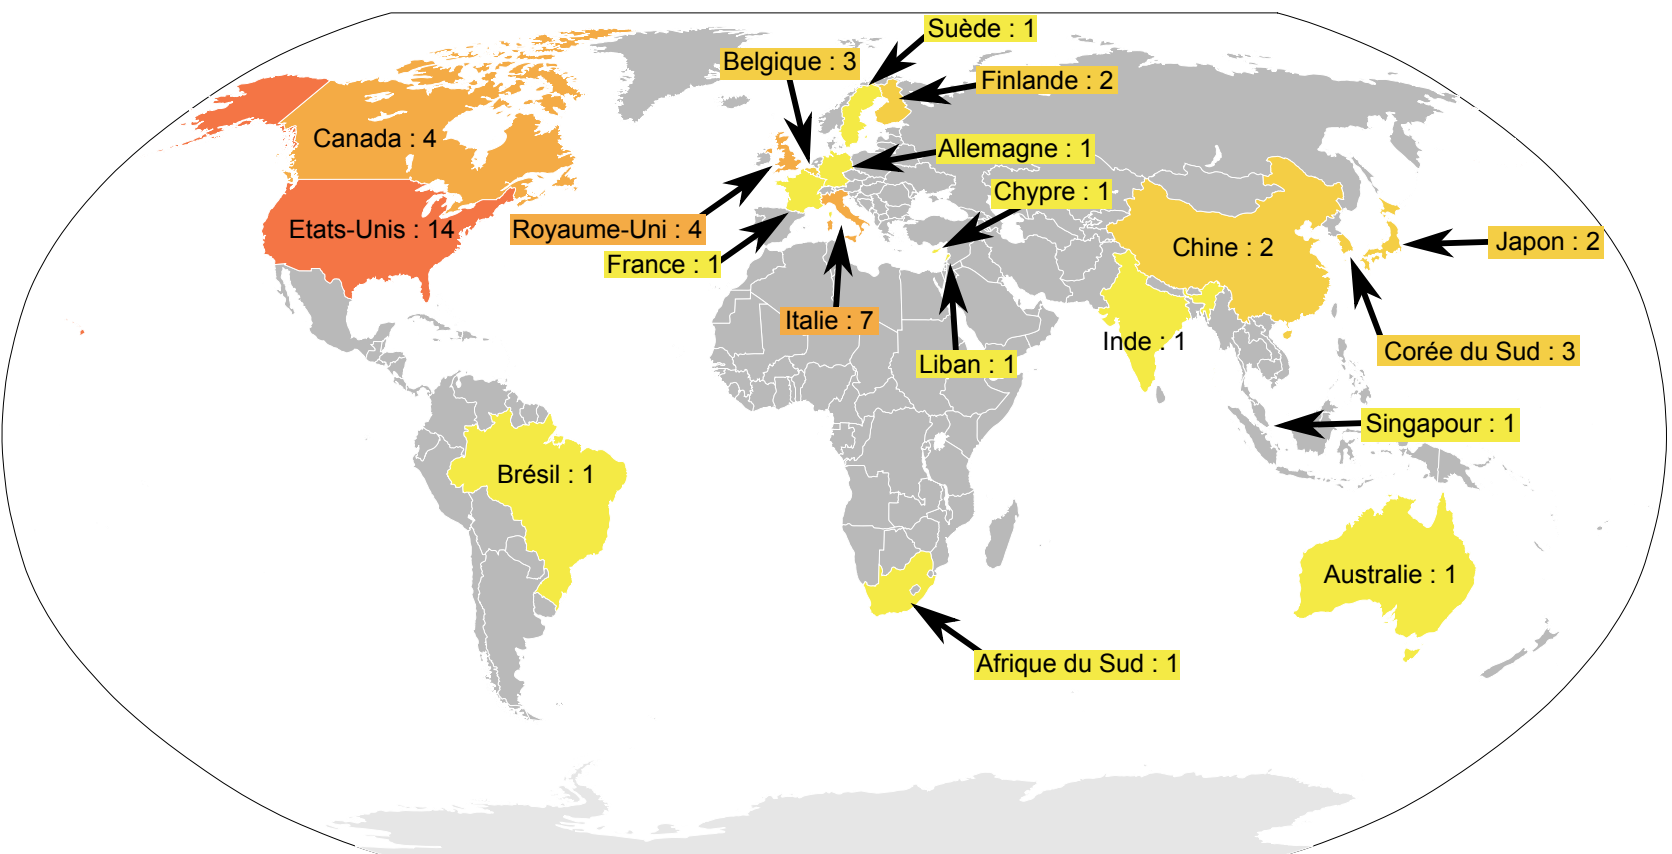 Suède : 1
Belgique : 3
Finlande : 2
Canada : 4
Allemagne : 1
Chypre : 1
Etats-Unis : 14
Royaume-Uni : 4
Chine : 2
Japon : 2
France : 1
Italie : 7
Inde : 1
Corée du Sud : 3
Liban : 1
Singapour : 1
Brésil : 1
Australie : 1
Afrique du Sud : 1